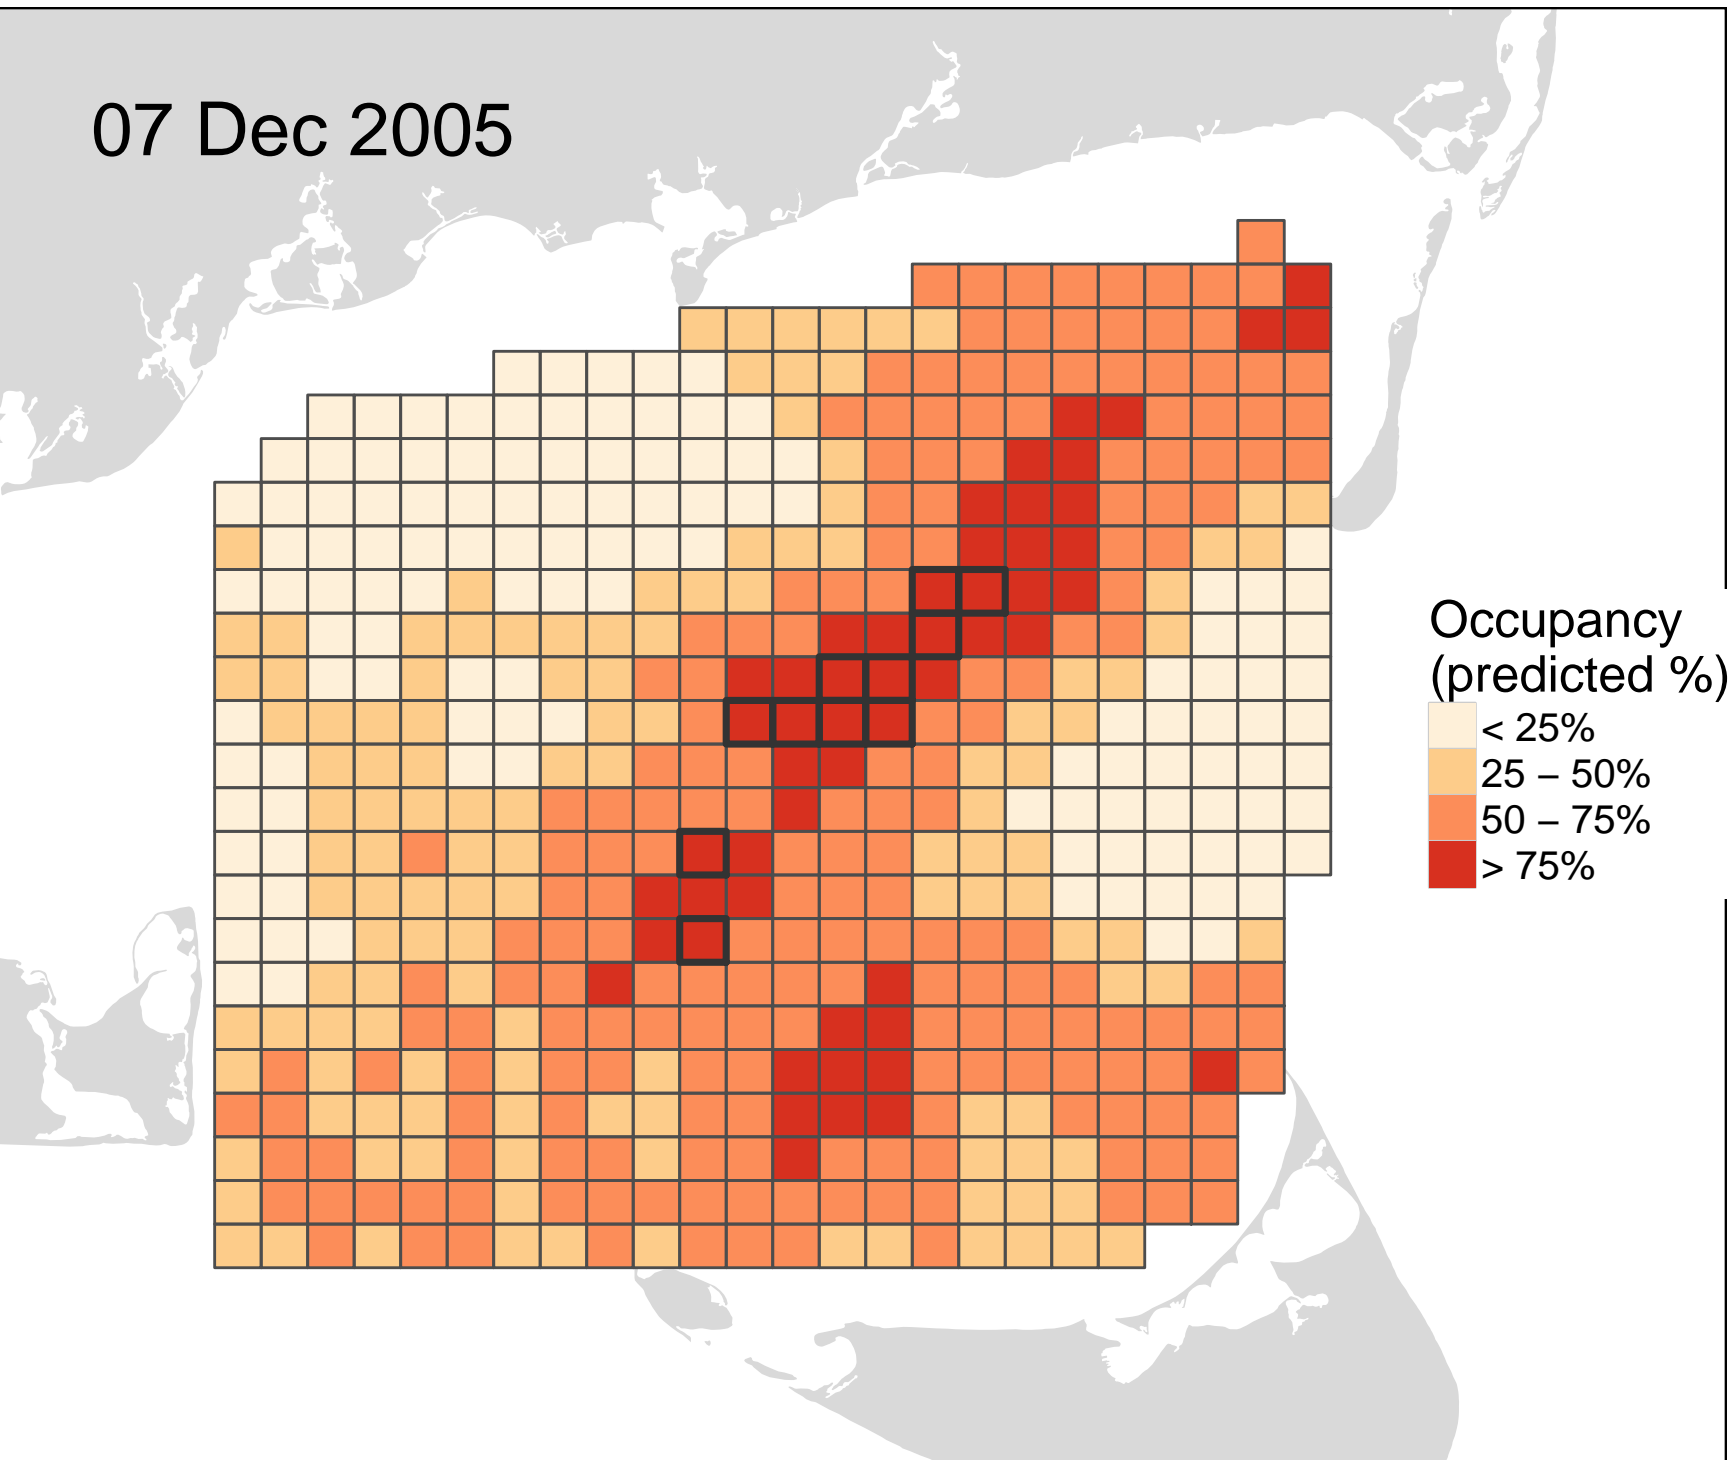 07 Dec 2005
Occupancy
(predicted %)
< 25%
25 – 50%
50 – 75%
> 75%